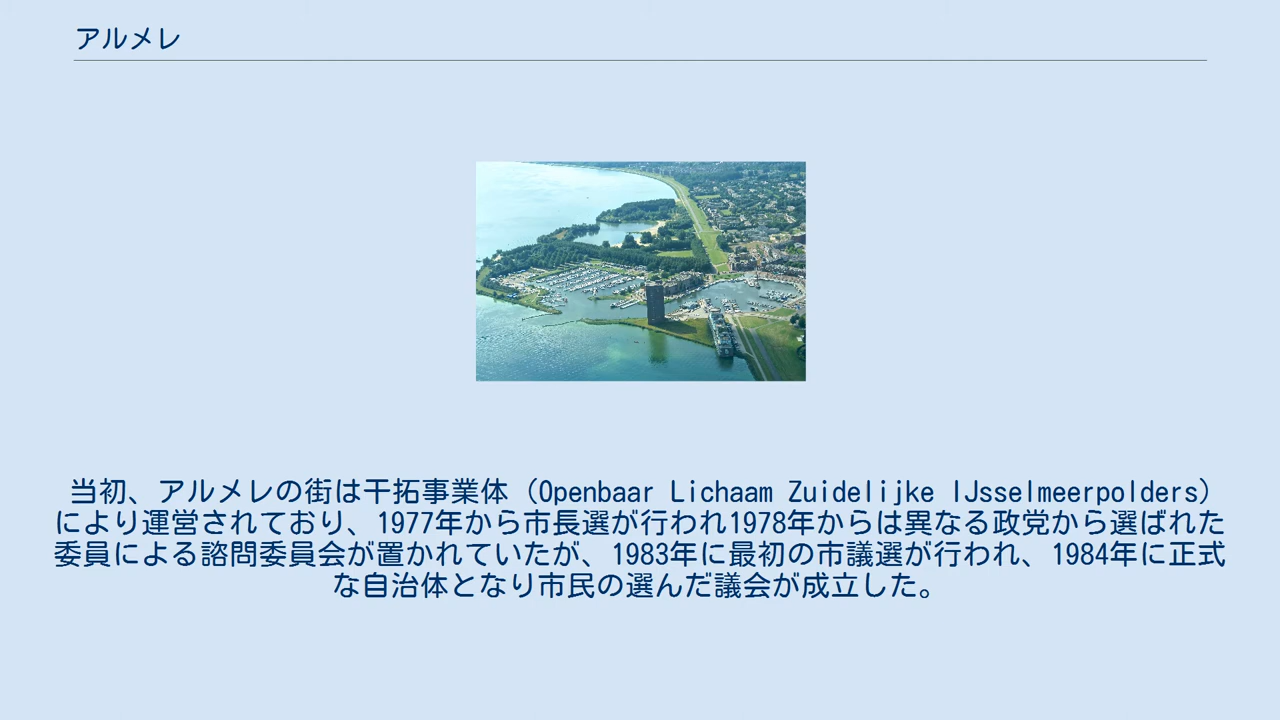 アルメレ
当初、アルメレの街は干拓事業体（Openbaar Lichaam Zuidelijke IJsselmeerpolders）
により運営されており、1977年から市長選が行われ1978年からは異なる政党から選ばれた
委員による諮問委員会が置かれていたが、1983年に最初の市議選が行われ、1984年に正式
な自治体となり市民の選んだ議会が成立した。